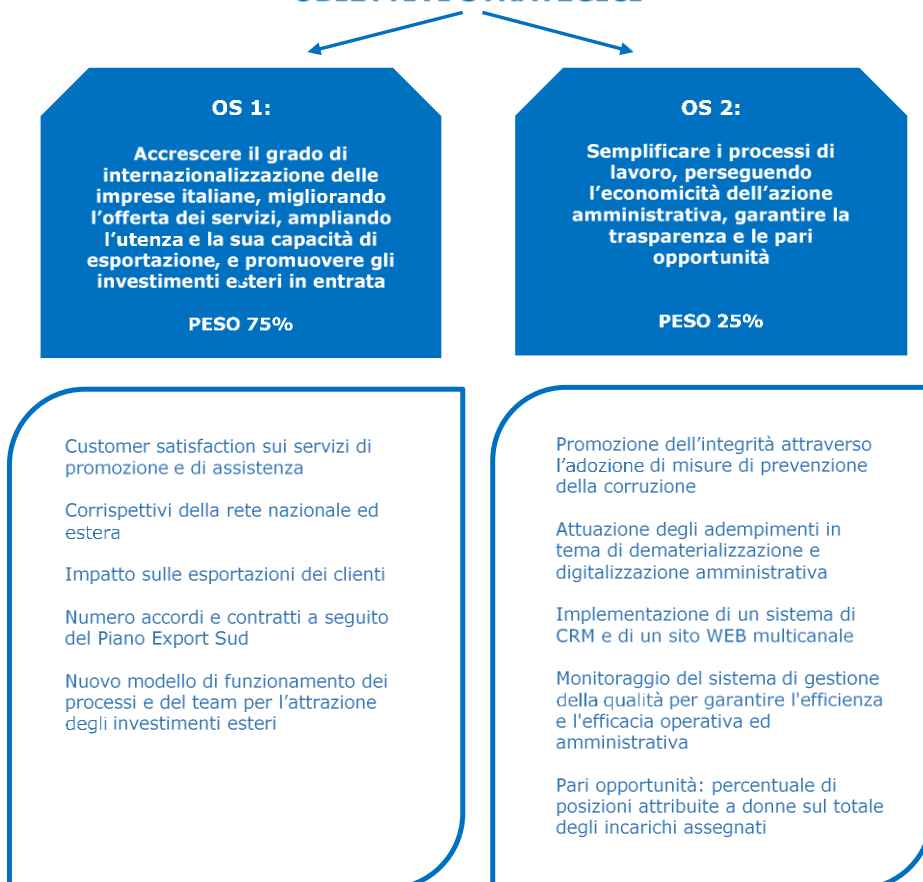 OBIETTIVI STRATEGICI
OS 1:
Accrescere il grado di
internazionalizzazione delle
imprese italiane, migliorando
l’offerta dei servizi, ampliando
l’utenza e la sua capacità di
esportazione, e promuovere gli
investimenti esteri in entrata
PESO 75%
OS 2:
Semplificare i processi di
lavoro, perseguendo
l’economicità dell’azione
amministrativa, garantire la
trasparenza e le pari
opportunità
PESO 25%
Customer satisfaction sui servizi di
promozione e di assistenza
Corrispettivi della rete nazionale ed
estera
Impatto sulle esportazioni dei clienti
Numero accordi e contratti a seguito
del Piano Export Sud
Nuovo modello di funzionamento dei
processi e del team per l’attrazione
degli investimenti esteri
Promozione dell’integrità attraverso
l’adozione di misure di prevenzione
della corruzione
Attuazione degli adempimenti in
tema di dematerializzazione e
digitalizzazione amministrativa
Implementazione di un sistema di
CRM e di un sito WEB multicanale
Monitoraggio del sistema di gestione
della qualità per garantire l'efficienza
e l'efficacia operativa ed
amministrativa
Pari opportunità: percentuale di
posizioni attribuite a donne sul totale
degli incarichi assegnati